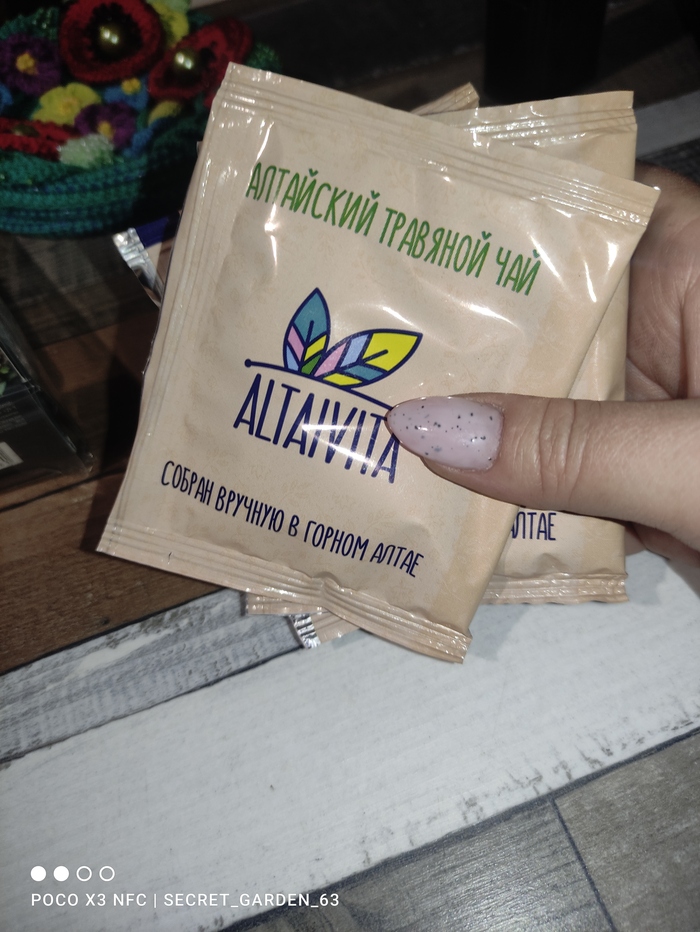 АЛТАЙСКИЙ ТРАВЯНОЙ ЧАЙ
ALTAIVITA
СОБРАН ВРУЧНУЮ В ГОРНОМ АЛТАЕ
АЛТАЕ
POCO X3 NFC | SECRET_GARDEN_63